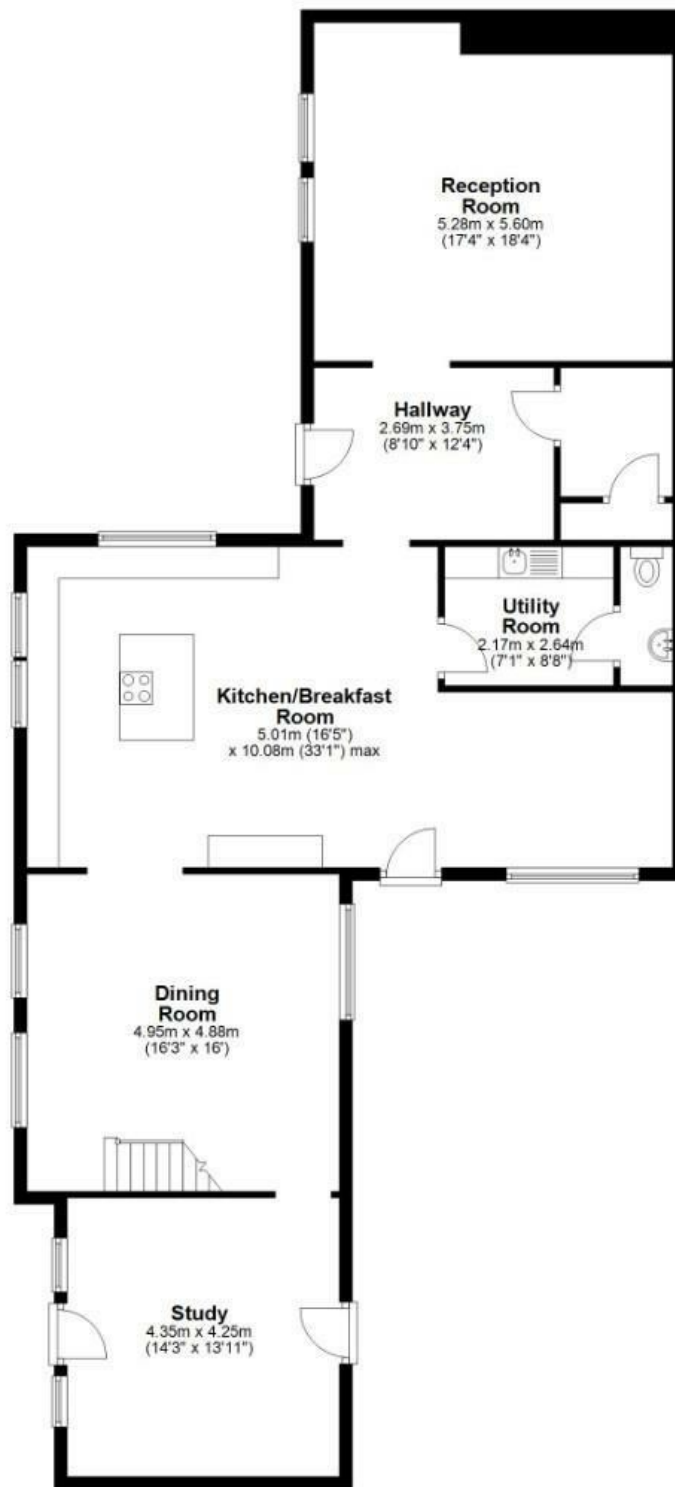 Reception
Room
5.28m x 5.60m
(17'4" x 18'4")
Hallway
2.69m x 3.75m
(8'10" x 12'4")
Utility
Room
2.17m x 2.64m
(7'1" x 8'8")
Kitchen/Breakfast
Room
5.01m (16'5")
x 10.08m (33'1") max
Dining
Room
4.95m x 4.88m
(16'3" x 16')
Study
4.35m x 4.25m
(14'3" x 13'11")